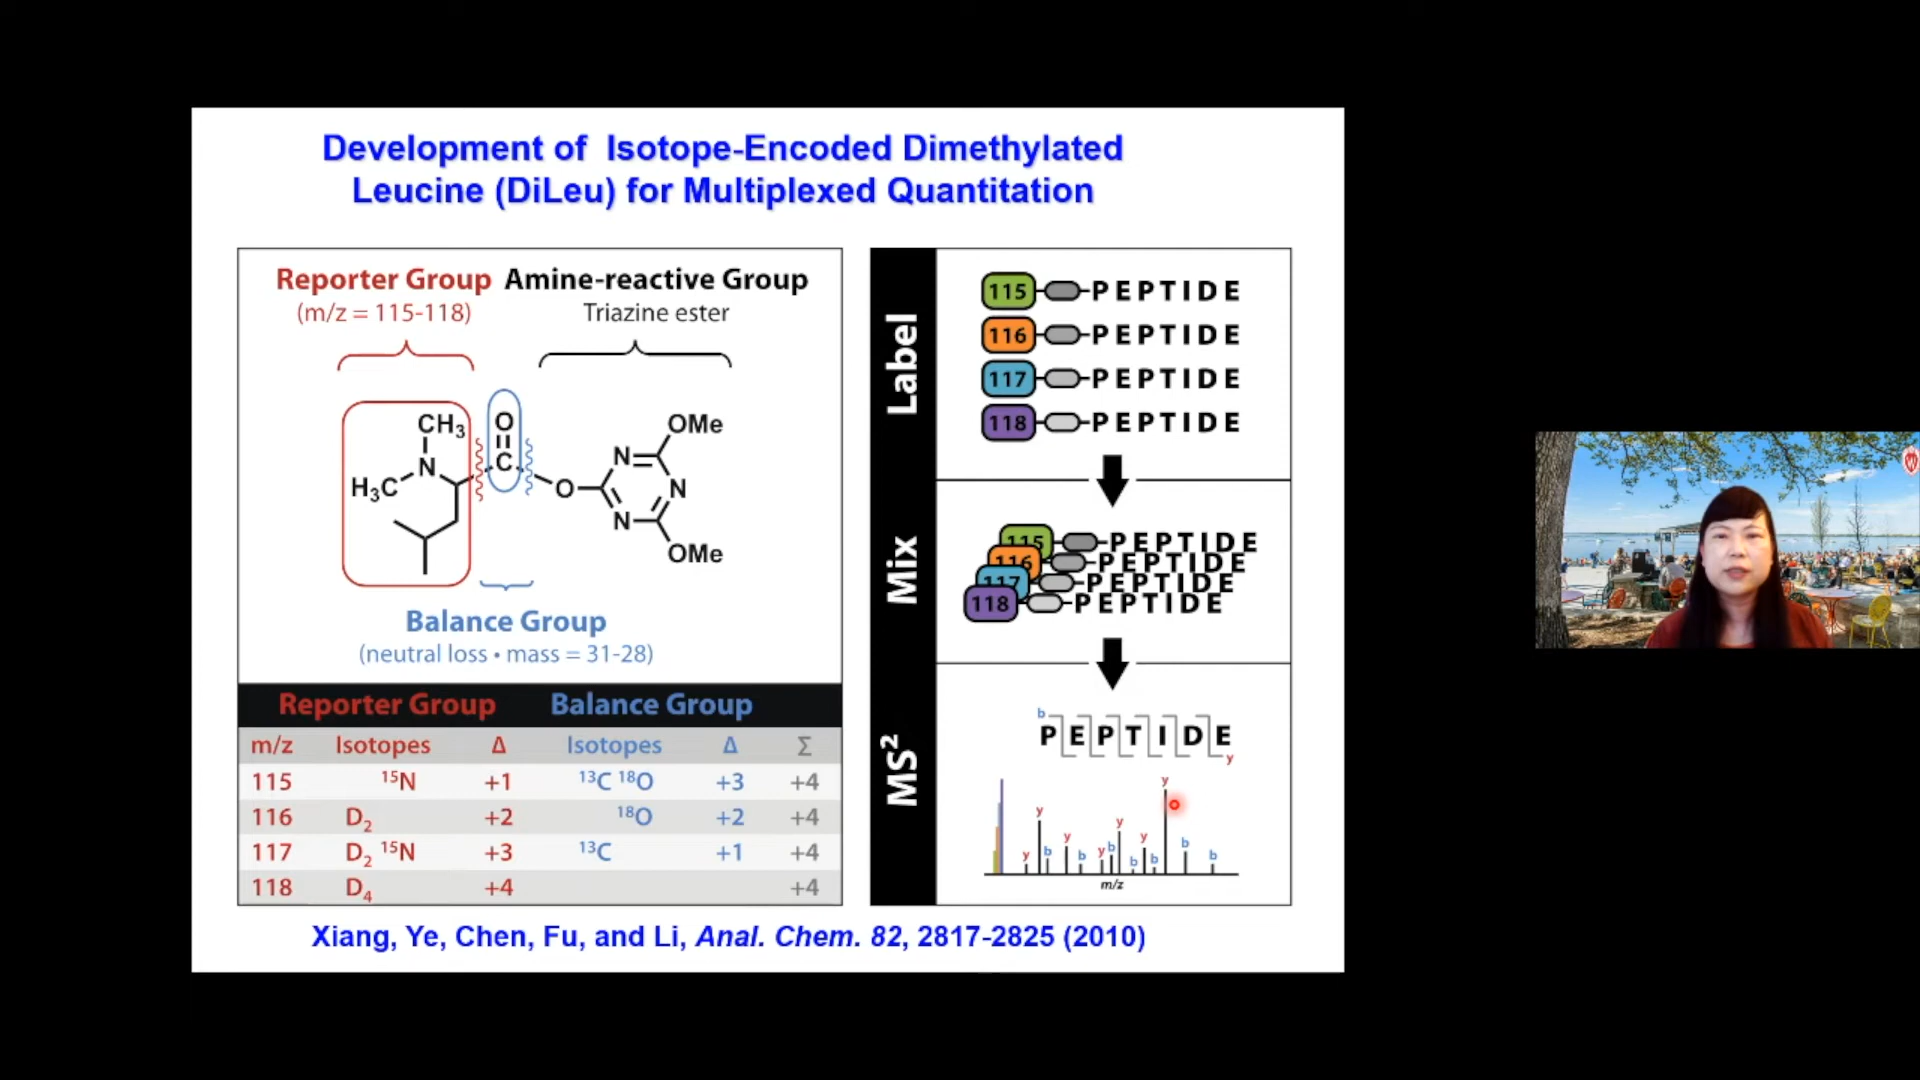 Development of Isotope-Encoded Dimethylated
Leucine (DiLeu) for Multiplexed Quantitation
Reporter Group Amine-reactive Group
(m/z = 115-118) Triazine ester
CH₃
O
OMe
C
N
N
H₃C
O
N
N
OMe
Balance Group
(neutral loss • mass = 31-28)
Reporter Group Balance Group
m/z Isotopes Δ Isotopes Δ Σ
115 ¹⁵N +1 ¹³C ¹⁸O +3 +4
116 D₂ +2 ¹⁸O +2 +4
117 D₂ ¹⁵N +3 ¹³C +1 +4
118 D₄ +4 +4
Label
115 PEPTIDE
116 PEPTIDE
117 PEPTIDE
118 PEPTIDE
Mix
115 PEPTIDE
116 PEPTIDE
117 PEPTIDE
118 PEPTIDE
MS²
b
PEPTIDE
y
y
y b y b y b y b y b y b b
m/z
Xiang, Ye, Chen, Fu, and Li, Anal. Chem. 82, 2817-2825 (2010)
W